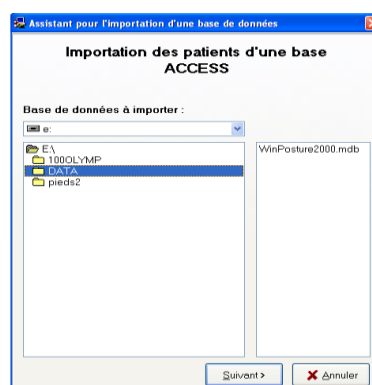 Assistant pour l'importation d'une base de données
Importation des patients d'une base
ACCESS
Base de données à importer :
e:
E:\
100OLYMP
DATA
pieds2
WinPosture2000.mdb
Suivant >
Annuler